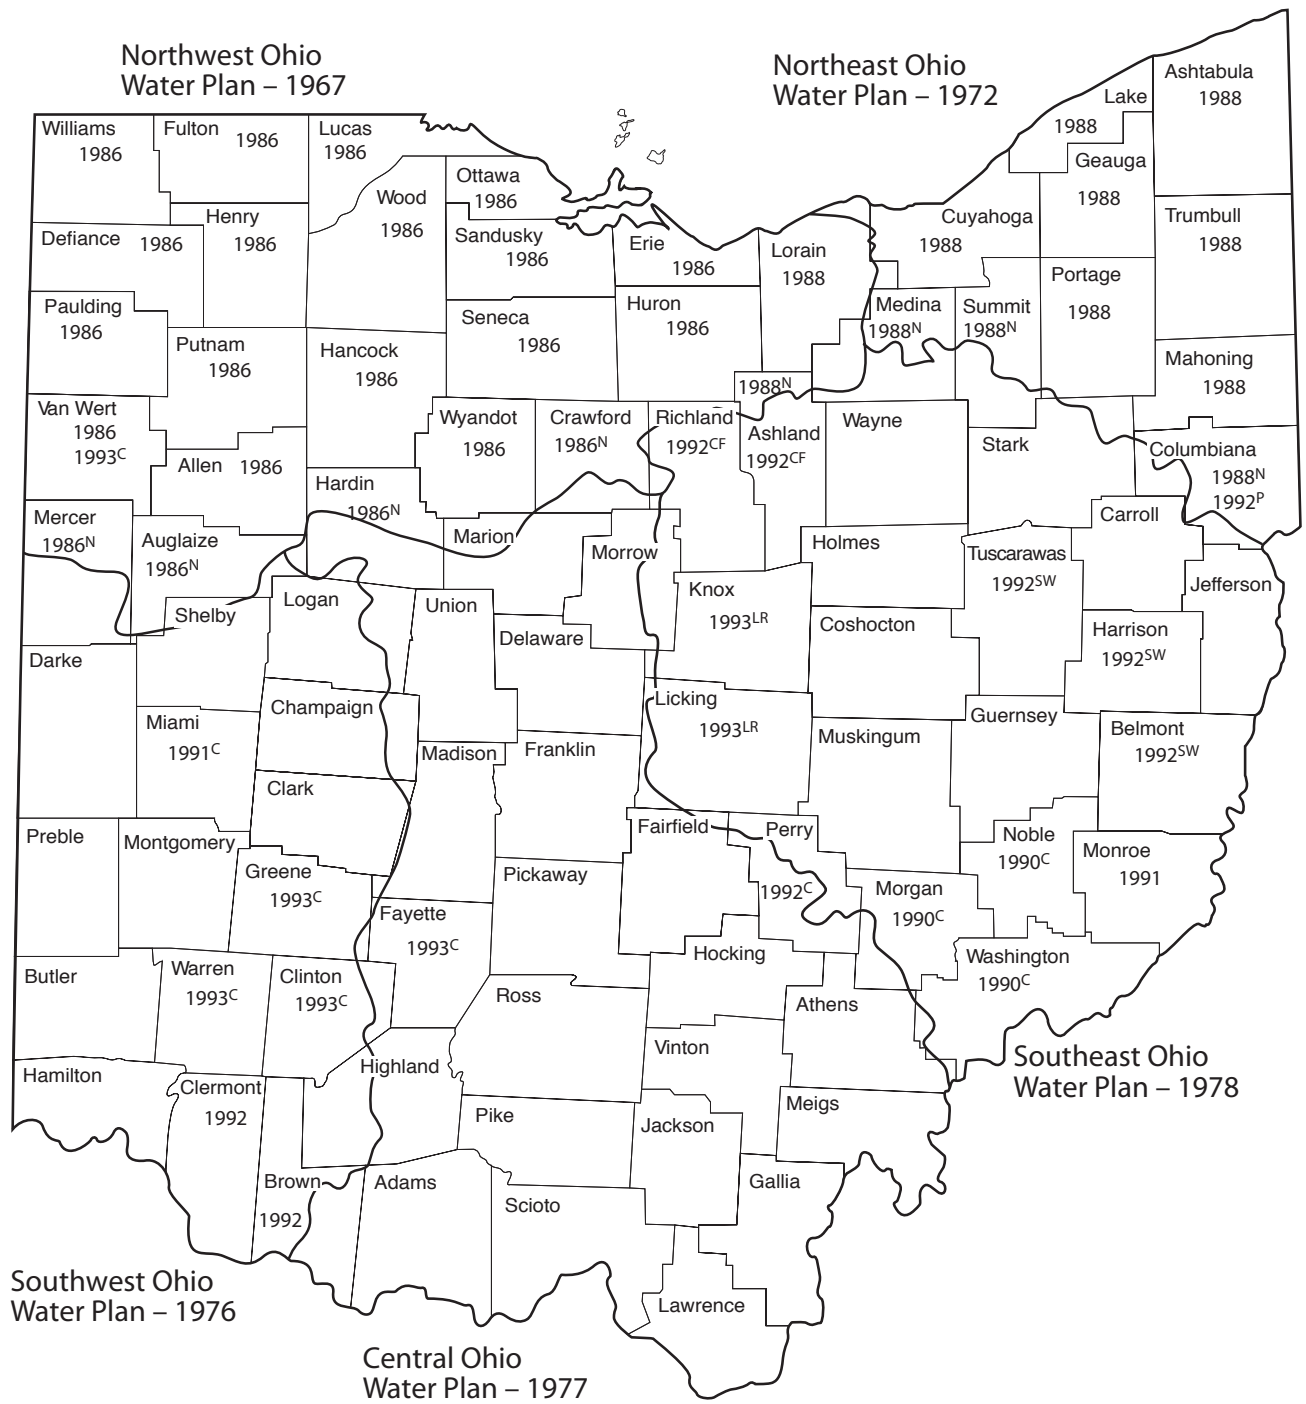 Northwest Ohio
Water Plan – 1967
Northeast Ohio
Water Plan – 1972
Williams
1986
Fulton
1986
Lucas
1986
Wood
1986
Ottawa
1986
Henry
1986
Defiance 1986
Sandusky
1986
Erie
1986
Lorain
1988
Cuyahoga
1988
Lake
1988
Geauga
1988
Ashtabula
1988
Trumbull
1988
Paulding
1986
Putnam
1986
Hancock
1986
Seneca
1986
Huron
1986
Medina
1988N
Summit
1988N
Portage
1988
Mahoning
1988
Van Wert
1986
1993C
Allen 1986
Hardin
1986N
Wyandot
1986
Crawford
1986N
Richland
1992CF
1988N
Ashland
1992CF
Wayne
Stark
Columbiana
1988N
1992P
Mercer
1986N
Auglaize
1986N
Marion
Morrow
Holmes
Tuscarawas
1992SW
Carroll
Jefferson
Shelby
Logan
Union
Delaware
Knox
1993LR
Coshocton
Harrison
1992SW
Darke
Miami
1991C
Champaign
Madison
Franklin
Licking
1993LR
Muskingum
Guernsey
Belmont
1992SW
Clark
Preble
Montgomery
Greene
1993C
Fayette
1993C
Pickaway
Fairfield
Perry
1992C
Morgan
1990C
Noble
1990C
Monroe
1991
Butler
Warren
1993C
Clinton
1993C
Ross
Hocking
Athens
Washington
1990C
Vinton
Southeast Ohio
Water Plan – 1978
Hamilton
Clermont
1992
Highland
Pike
Jackson
Meigs
Brown
1992
Adams
Scioto
Gallia
Lawrence
Southwest Ohio
Water Plan – 1976
Central Ohio
Water Plan – 1977